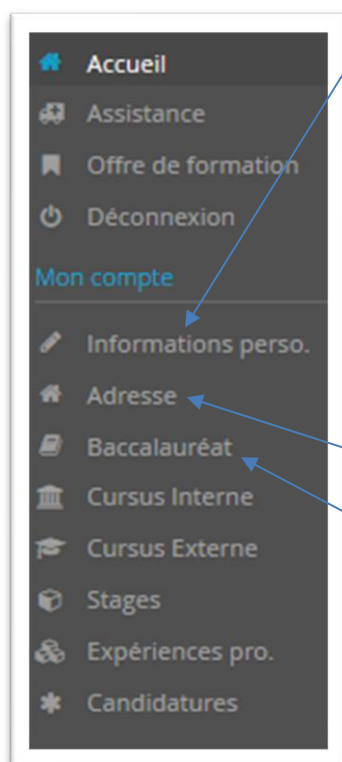 Accueil
Assistance
Offre de formation
Déconnexion
Mon compte
Informations perso.
Adresse
Baccalauréat
Cursus Interne
Cursus Externe
Stages
Expériences pro.
Candidatures